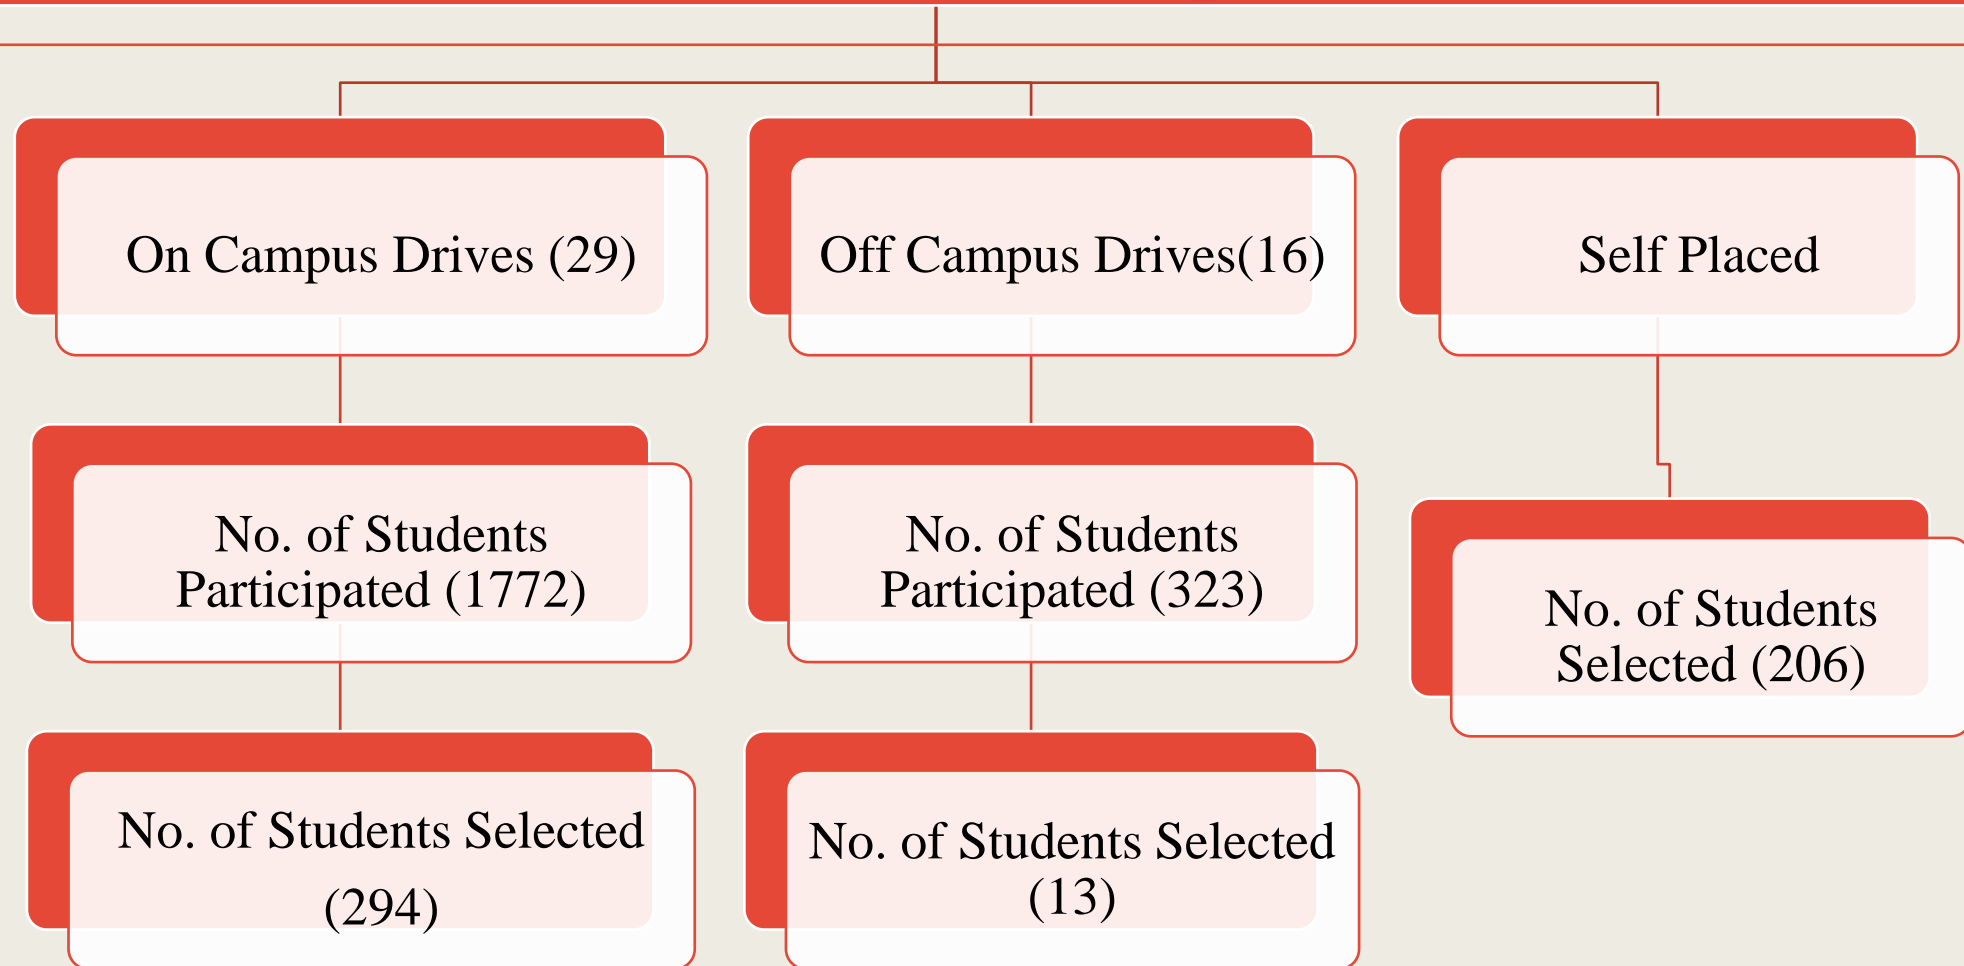 On Campus Drives (29)
Off Campus Drives(16)
Self Placed
No. of Students
Participated (1772)
No. of Students
Participated (323)
No. of Students
Selected (206)
No. of Students Selected
(294)
No. of Students Selected
(13)